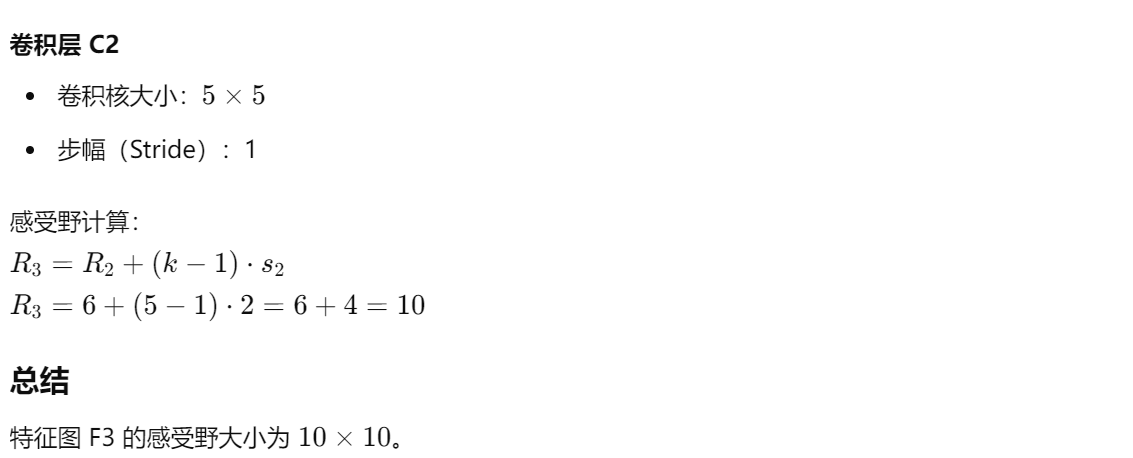 卷积层 C2
• 卷积核大小：5 × 5
• 步幅（Stride）：1
感受野计算：
R₃ = R₂ + (k − 1) · s₂
R₃ = 6 + (5 − 1) · 2 = 6 + 4 = 10
总结
特征图 F3 的感受野大小为 10 × 10。